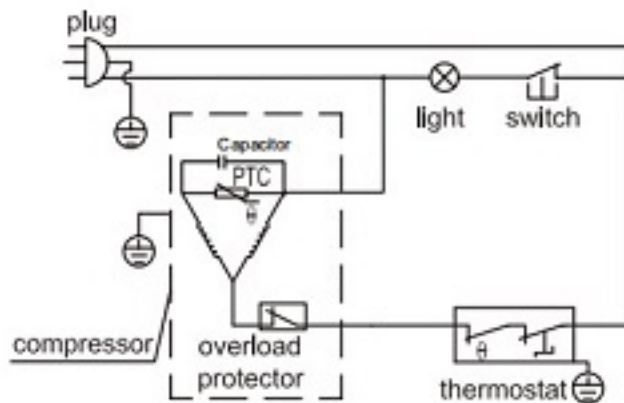 plug
light
switch
Capacitor
PTC
θ
compressor
overload
protector
θ
thermostat